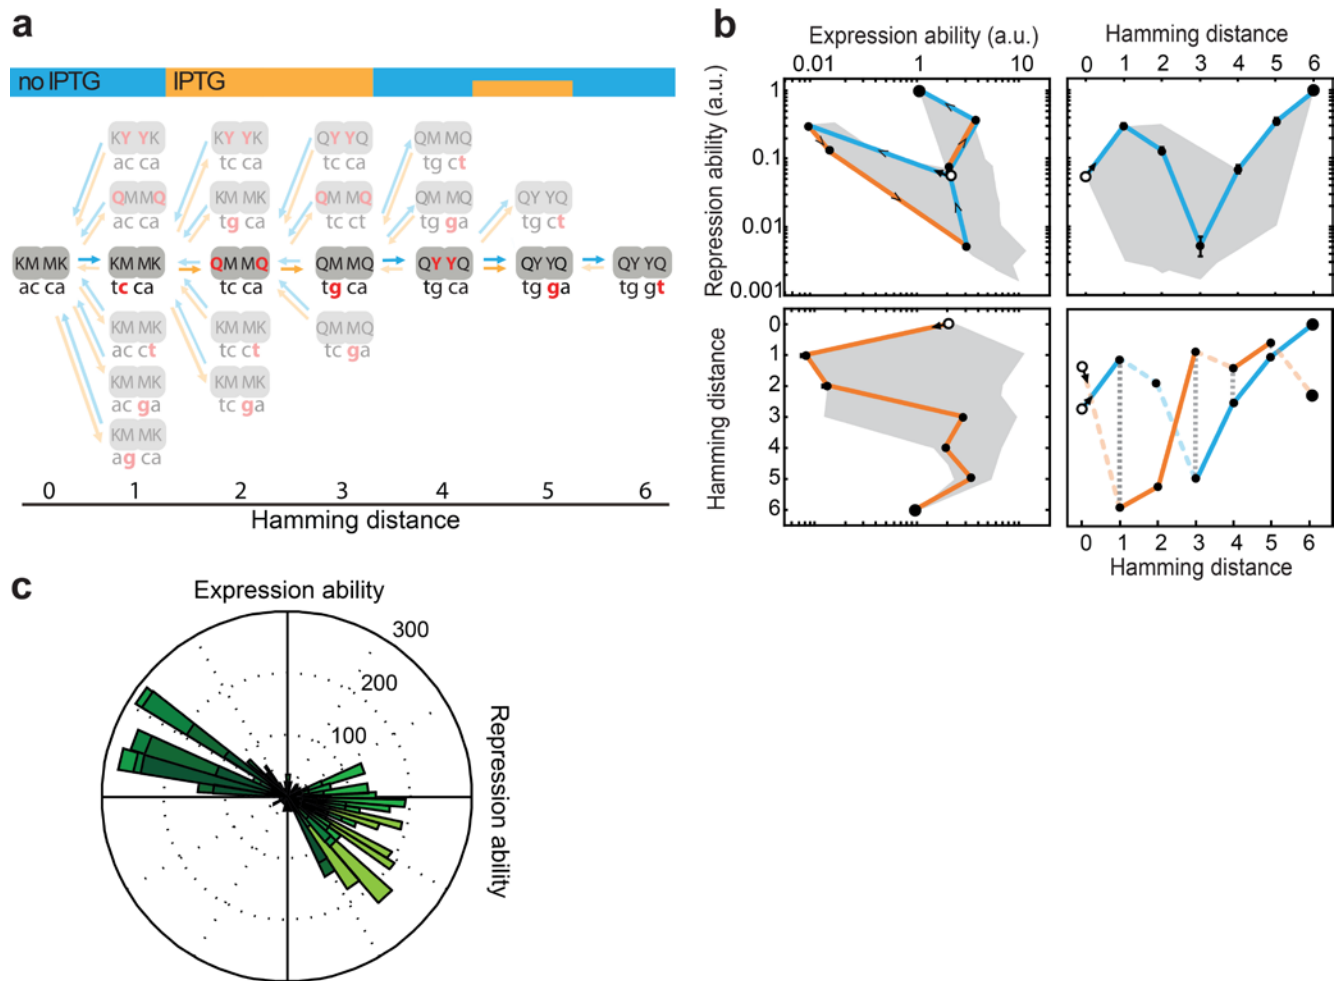 a
no IPTG IPTG
KY YK KY YK QY YQ QM MQ
ac ca tc ca tc ca tg ct
QM MQ KM MK QM MQ QM MQ QY YQ
ac ca tg ca tc ct tg ga tg ct
KM MK KM MK QM MQ QM MQ QY YQ QY YQ QY YQ
ac ca tc ca tc ca tg ca tg ca tg ga tg gt
KM MK KM MK QM MQ
ac ct tc ct tc ga
KM MK KM MK
ac ga tc ga
KM MK
ag ca
0 1 2 3 4 5 6
Hamming distance
b
Expression ability (a.u.)
0.01 1 10
Repression ability (a.u.)
1
0.1
0.01
0.001
Hamming distance
0 1 2 3 4 5 6
Hamming distance
0
1
2
3
4
5
6
0 1 2 3 4 5 6
Hamming distance
c
Expression ability
300
200
100
Repression ability